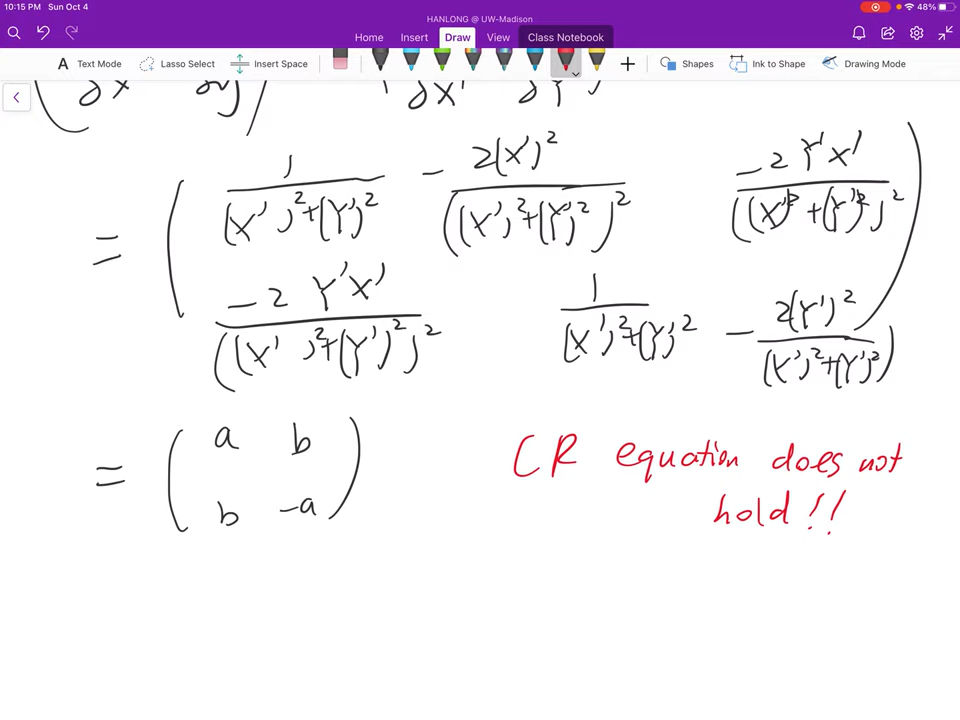 10:15 PM Sun Oct 4
48%
HANLONG @ UW-Madison
Home Insert Draw View Class Notebook
Text Mode Lasso Select Insert Space Shapes Ink to Shape Drawing Mode
∂X ∂X' ∂Y'
= ( 1 / (X')²+(Y')² − 2(X')² / ((X')²+(Y')²)² −2 Y'X' / ((X')²+(Y')²)²
−2 Y'X' / ((X')²+(Y')²)² 1 / (X')²+(Y')² − 2(Y')² / (X')²+(Y')²)
= ( a b
b −a )
CR equation does not
hold!!